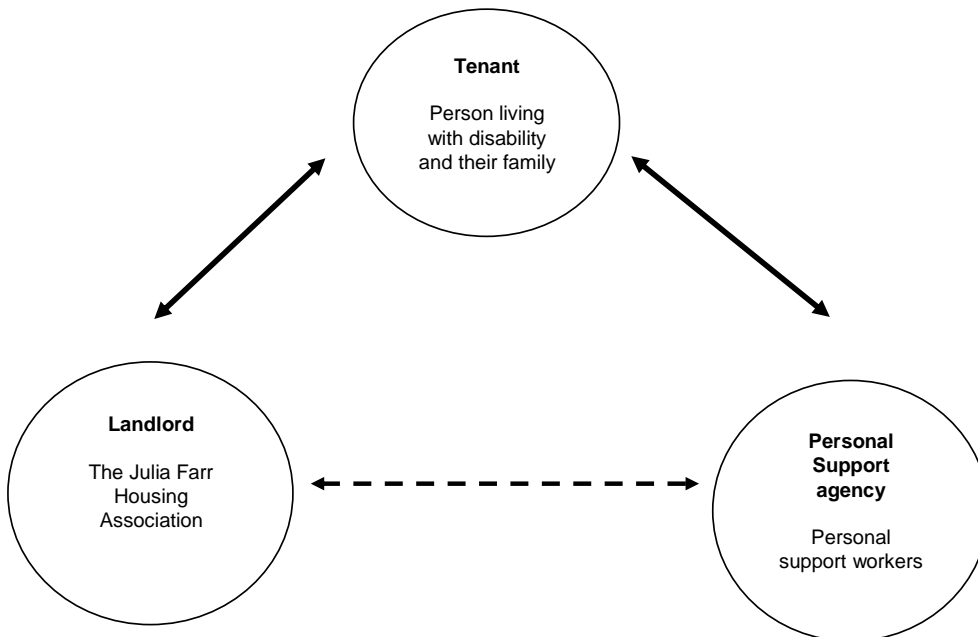 Tenant
Person living
with disability
and their family
Landlord
The Julia Farr
Housing
Association
Personal
Support
agency
Personal
support workers